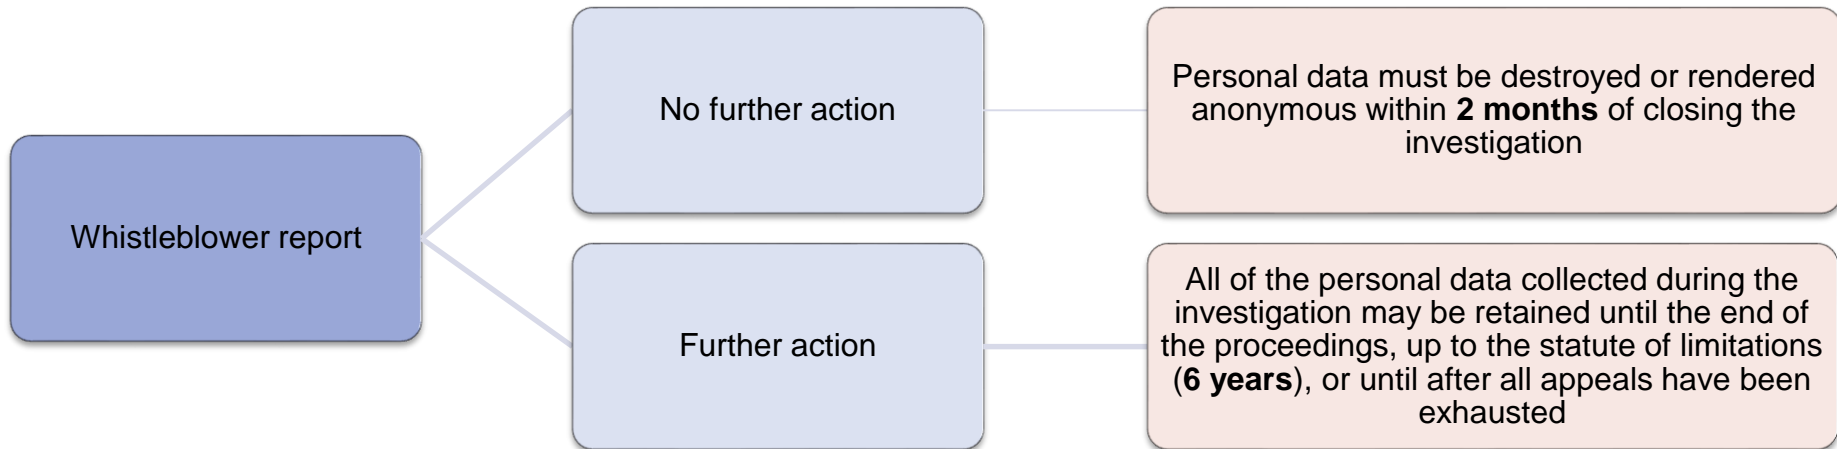 Whistleblower report
No further action
Personal data must be destroyed or rendered
anonymous within 2 months of closing the
investigation
Further action
All of the personal data collected during the
investigation may be retained until the end of
the proceedings, up to the statute of limitations
(6 years), or until after all appeals have been
exhausted